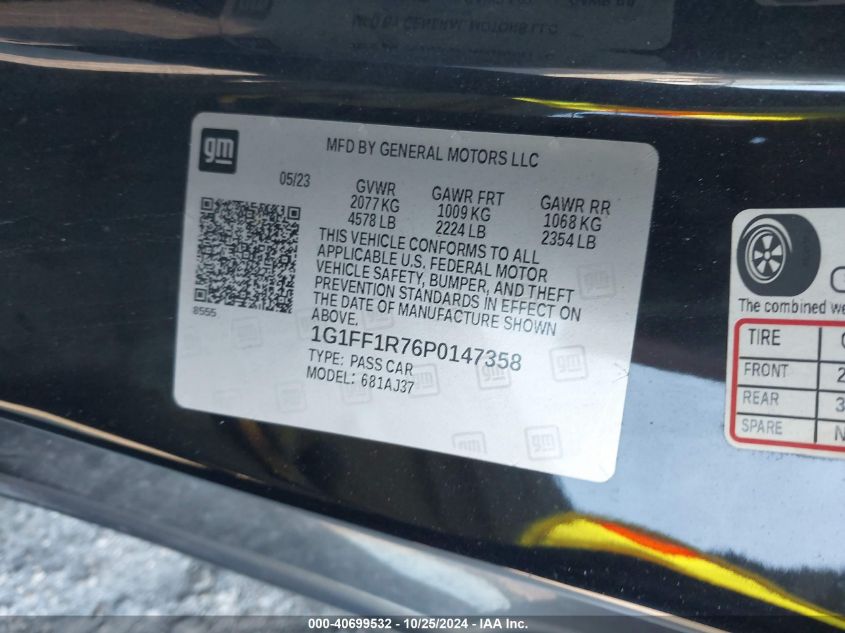 gm
MFD BY GENERAL MOTORS LLC
05/23
GVWR GAWR FRT GAWR RR
2077 KG 1009 KG 1068 KG
4578 LB 2224 LB 2354 LB
THIS VEHICLE CONFORMS TO ALL
APPLICABLE U.S. FEDERAL MOTOR
VEHICLE SAFETY, BUMPER, AND THEFT
PREVENTION STANDARDS IN EFFECT ON
THE DATE OF MANUFACTURE SHOWN
ABOVE.
8555
1G1FF1R76P0147358
TYPE: PASS CAR
MODEL: 681AJ37
The combined
TIRE
FRONT 2
REAR 3
SPARE N
000-40699532 - 10/25/2024 - IAA Inc.